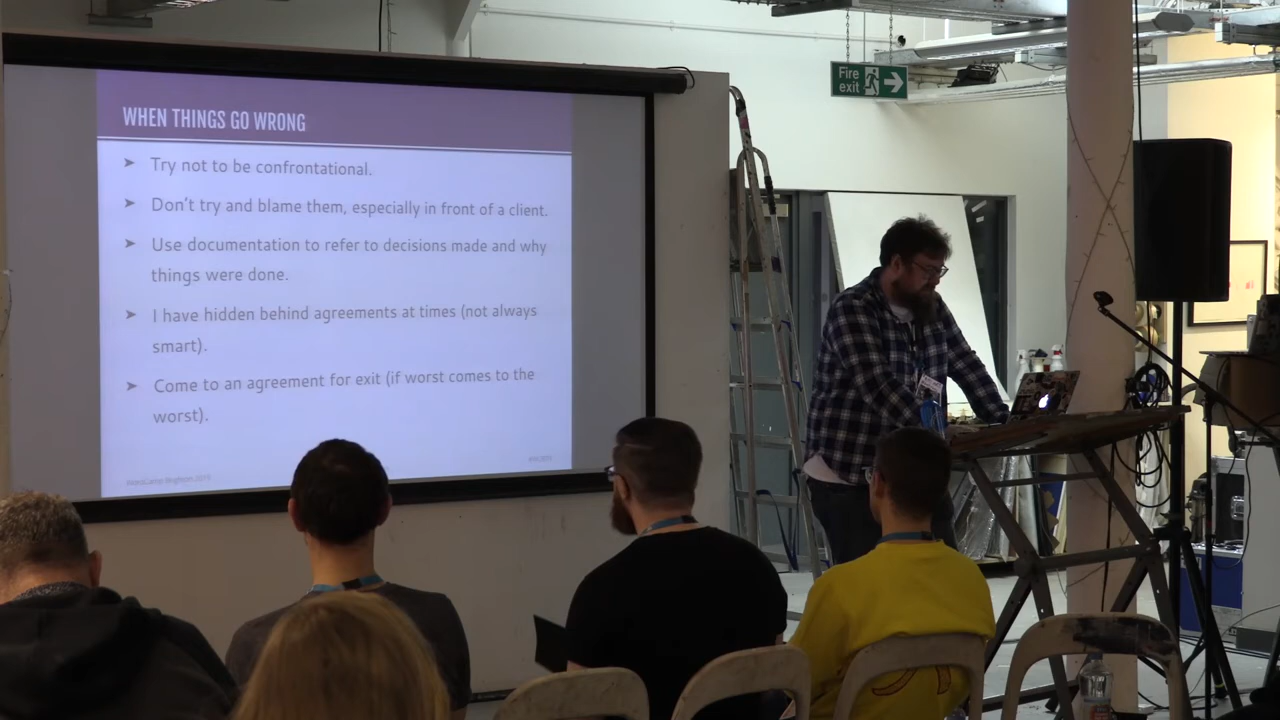 WHEN THINGS GO WRONG
Try not to be confrontational.
Don't try and blame them, especially in front of a client.
Use documentation to refer to decisions made and why
things were done.
I have hidden behind agreements at times (not always
smart).
Come to an agreement for exit (if worst comes to the
worst).
Fire
exit